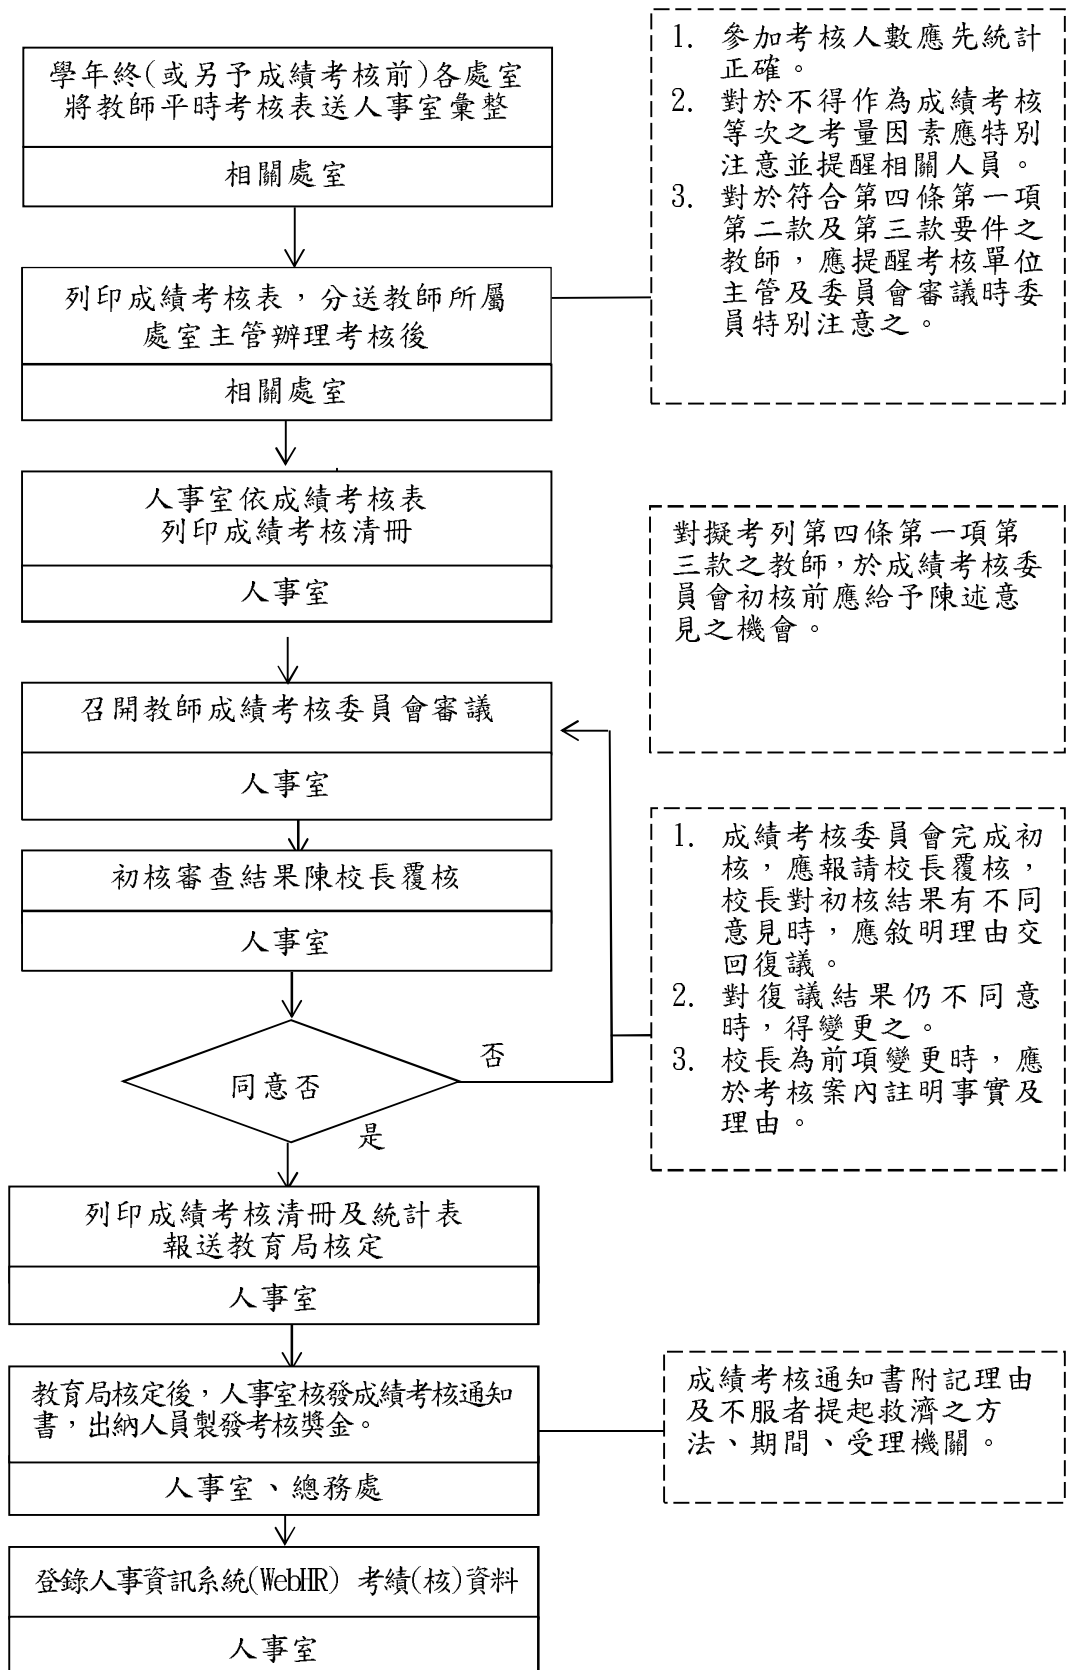 學年終(或另予成績考核前)各處室
將教師平時考核表送人事室彙整
相關處室
1. 參加考核人數應先統計
正確。
2. 對於不得作為成績考核
等次之考量因素應特別
注意並提醒相關人員。
3. 對於符合第四條第一項
第二款及第三款要件之
教師，應提醒考核單位
主管及委員會審議時委
員特別注意之。
列印成績考核表，分送教師所屬
處室主管辦理考核後
相關處室
人事室依成績考核表
列印成績考核清冊
人事室
對擬考列第四條第一項第
三款之教師，於成績考核委
員會初核前應給予陳述意
見之機會。
召開教師成績考核委員會審議
人事室
初核審查結果陳校長覆核
人事室
1. 成績考核委員會完成初
核，應報請校長覆核，
校長對初核結果有不同
意見時，應敘明理由交
回復議。
2. 對復議結果仍不同意
時，得變更之。
3. 校長為前項變更時，應
於考核案內註明事實及
理由。
同意否
否
是
列印成績考核清冊及統計表
報送教育局核定
人事室
教育局核定後，人事室核發成績考核通知
書，出納人員製發考核獎金。
人事室、總務處
成績考核通知書附記理由
及不服者提起救濟之方
法、期間、受理機關。
登錄人事資訊系統(WebHR) 考績(核)資料
人事室